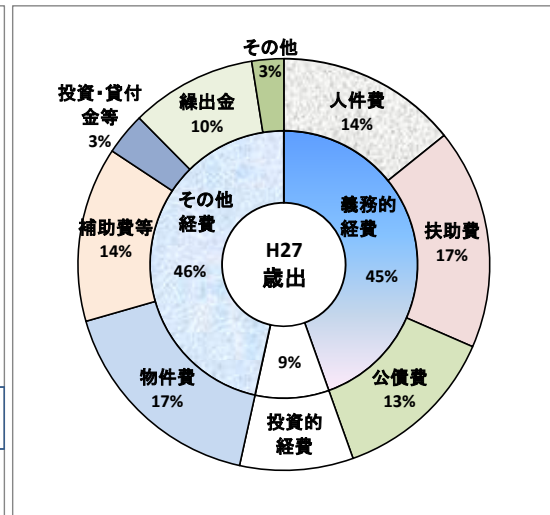 その他
3%
人件費
14%
扶助費
17%
公債費
13%
投資的
経費
9%
物件費
17%
補助費等
14%
投資・貸付
金等
3%
繰出金
10%
義務的
経費
45%
その他
経費
46%
H27
歳出